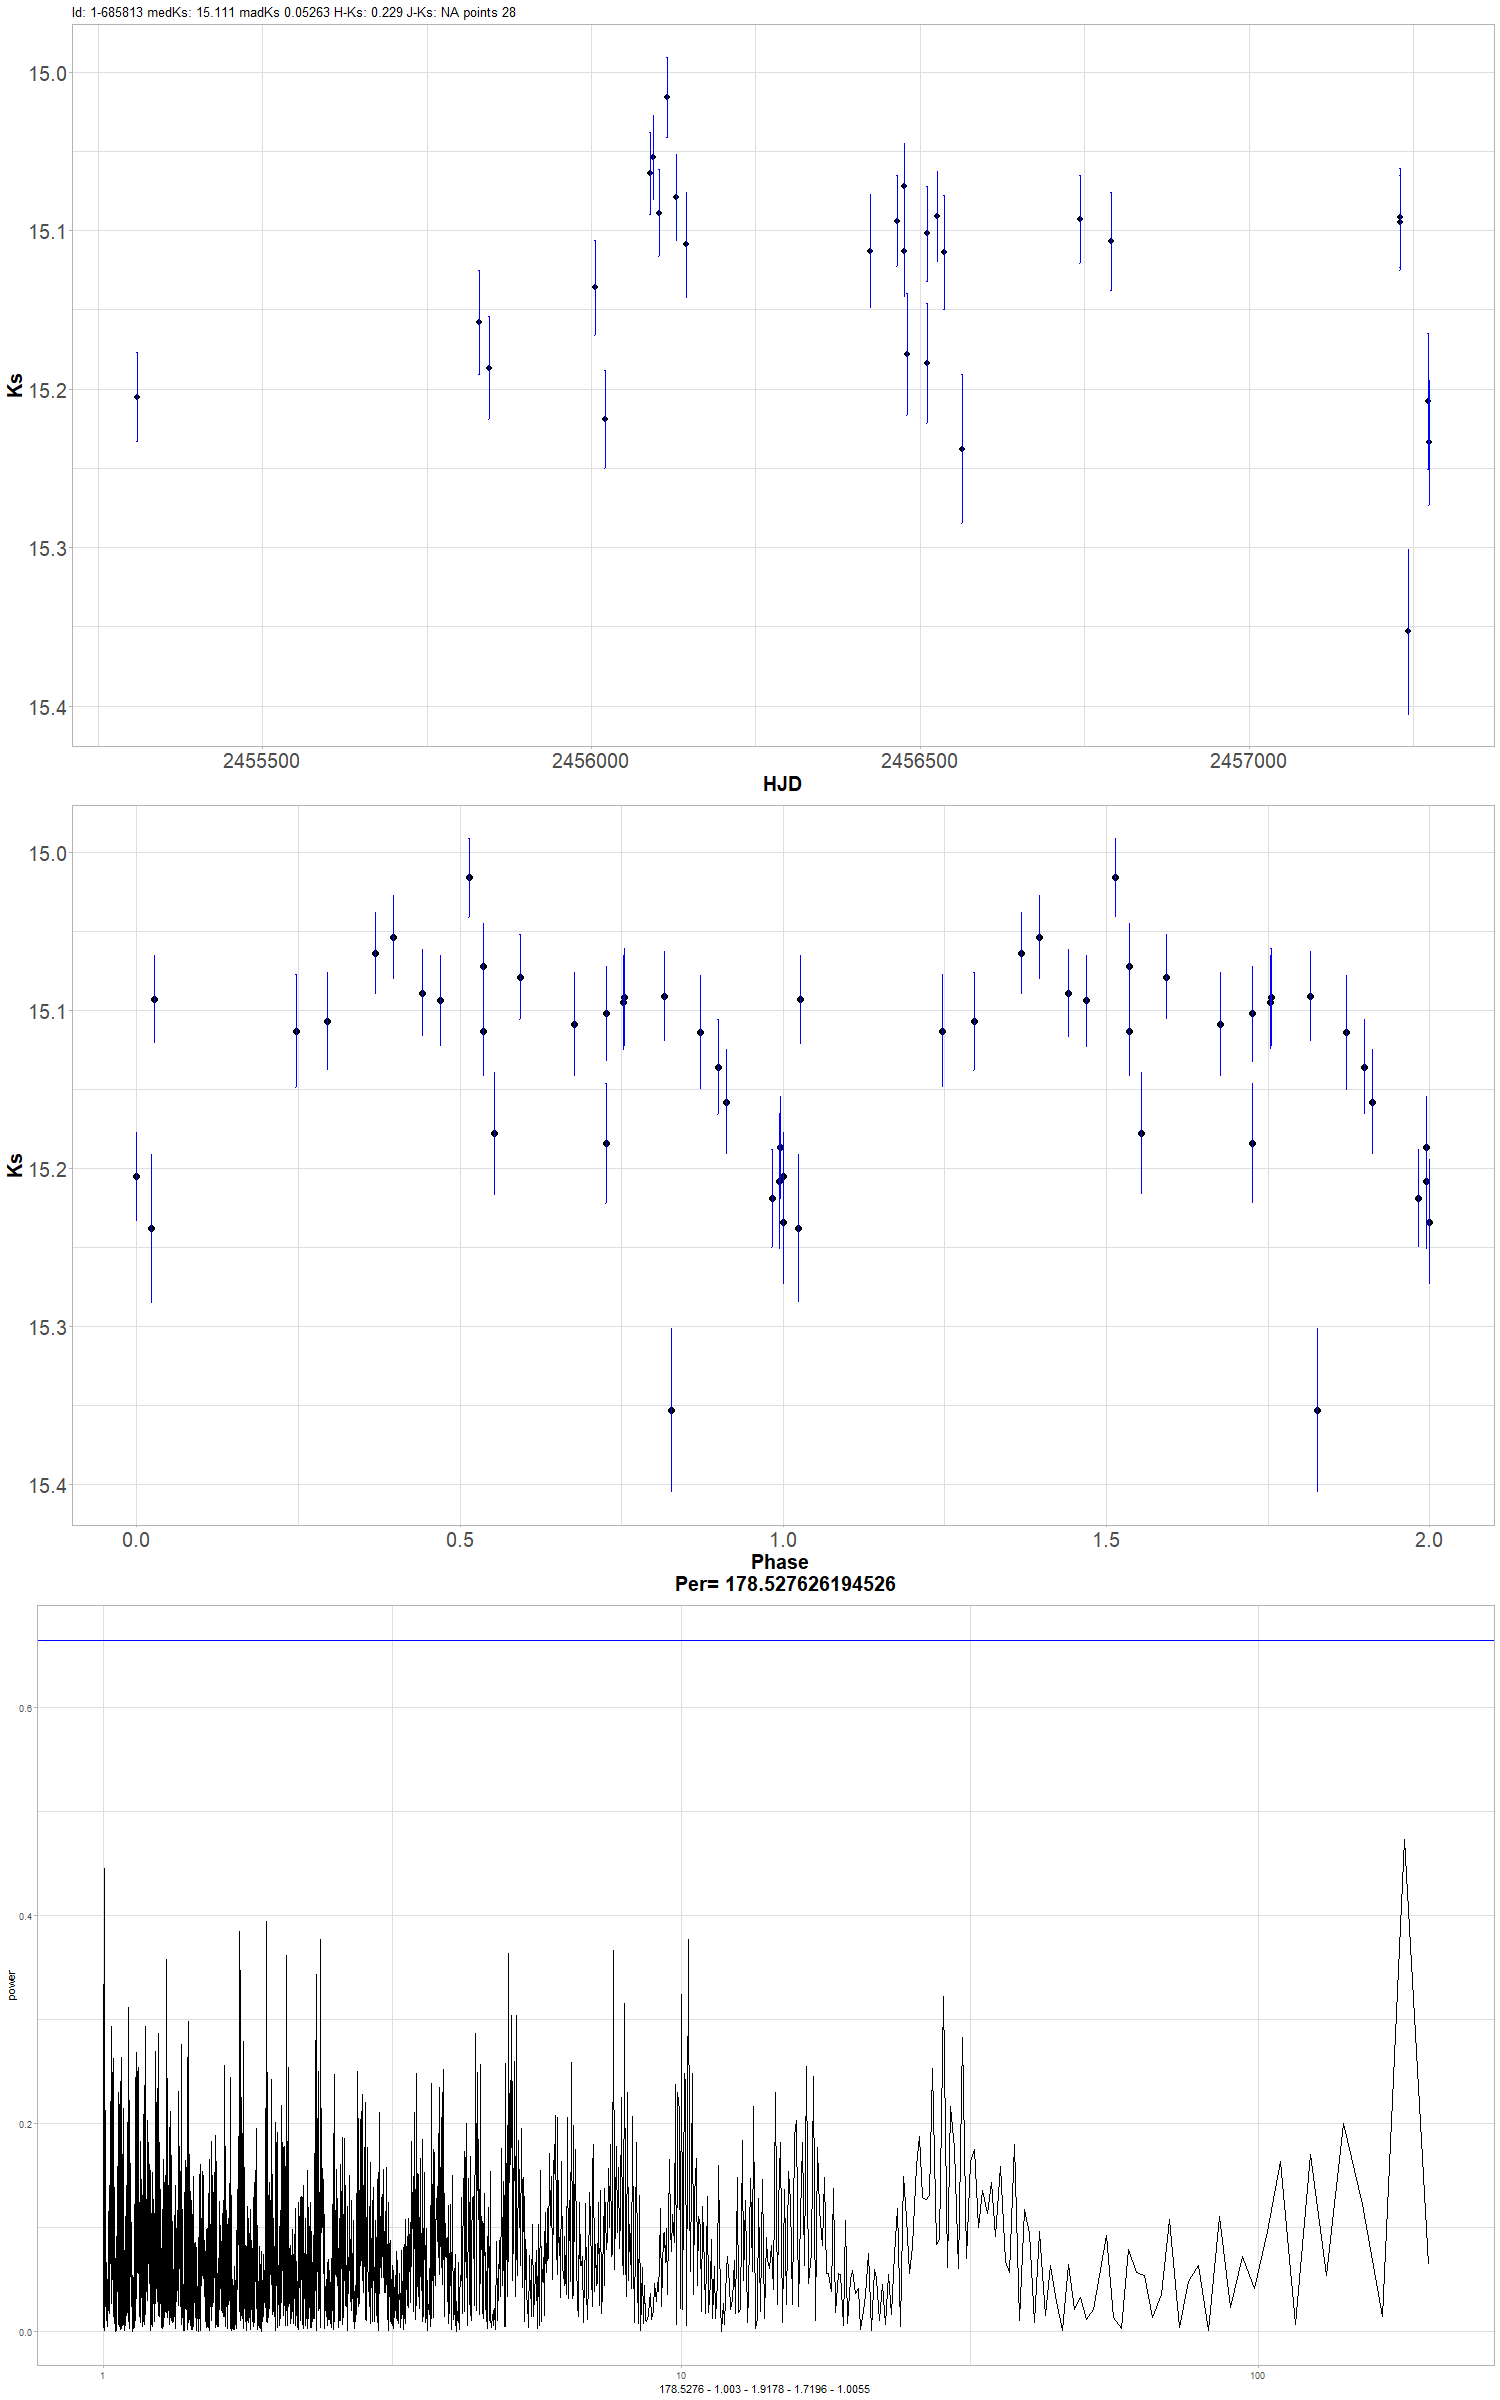 Id: 1-685813 medKs: 15.111 madKs 0.05263 H-Ks: 0.229 J-Ks: NA points 28
15.0
15.1
15.2
15.3
15.4
Ks
2455500 2456000 2456500 2457000
HJD
15.0
15.1
15.2
15.3
15.4
Ks
0.0 0.5 1.0 1.5 2.0
Phase
Per= 178.527626194526
0.6
0.4
0.2
0.0
power
1 10 100
178.5276 - 1.003 - 1.9178 - 1.7196 - 1.0055